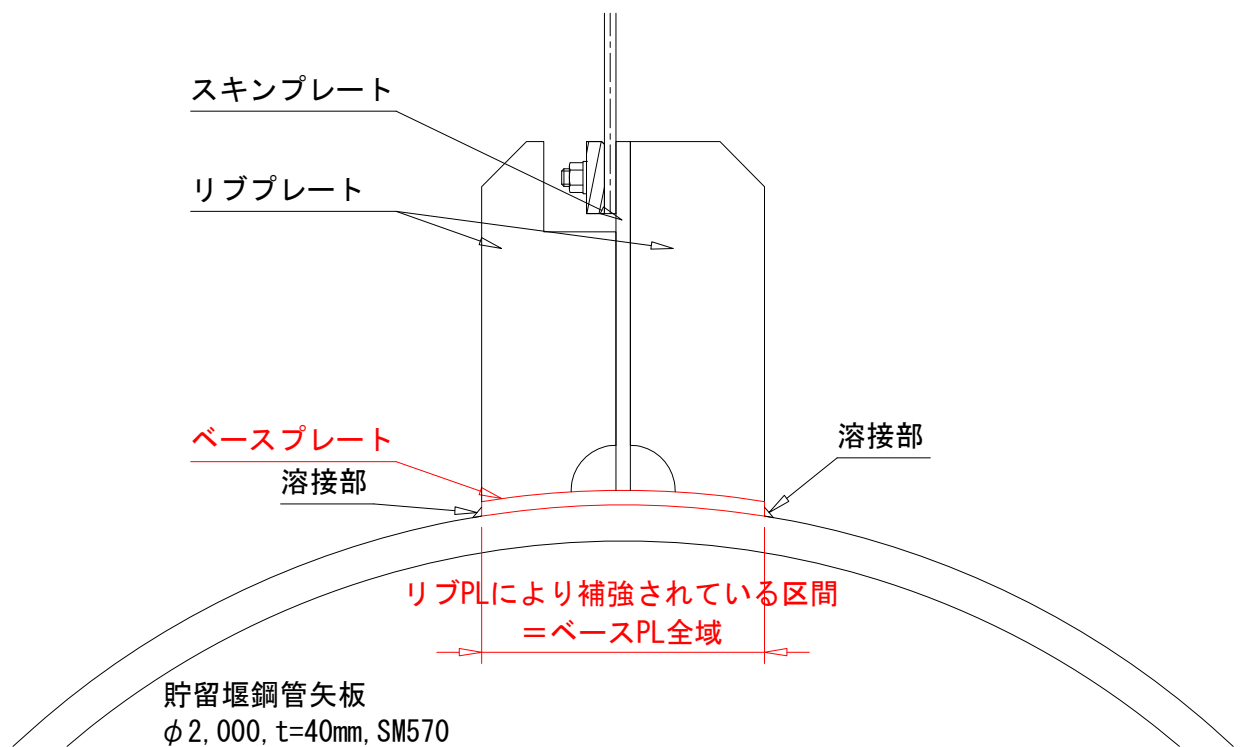 スキンプレート
リブプレート
ベースプレート
溶接部
溶接部
リブPLにより補強されている区間
＝ベースPL全域
貯留堰鋼管矢板
φ2,000,t=40mm,SM570